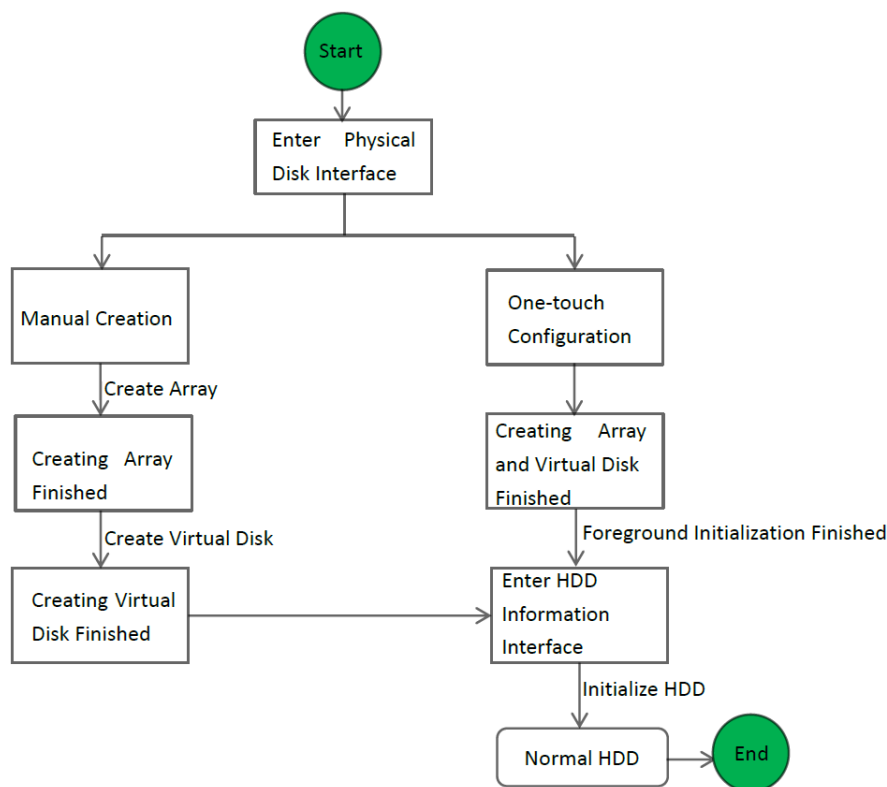 Start
Enter Physical
Disk Interface
Manual Creation
One-touch
Configuration
Create Array
Creating Array
Finished
Creating Array
and Virtual Disk
Finished
Create Virtual Disk
Foreground Initialization Finished
Creating Virtual
Disk Finished
Enter HDD
Information
Interface
Initialize HDD
Normal HDD
End